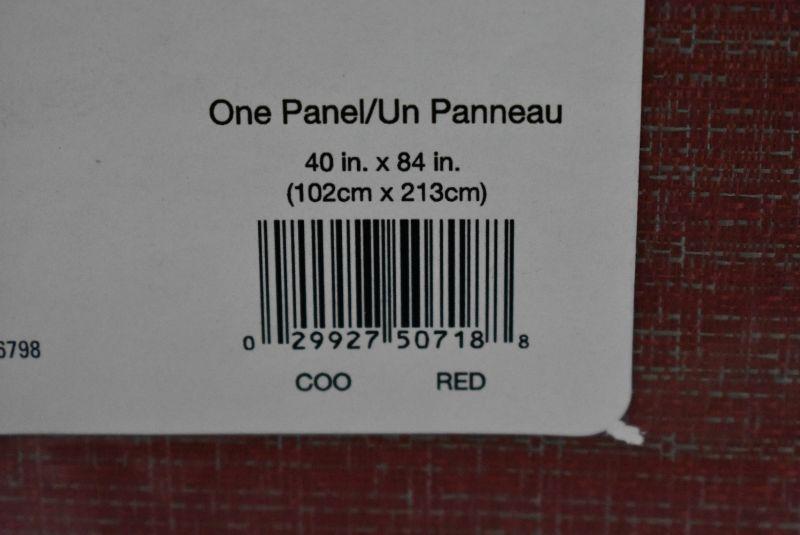 One Panel/Un Panneau
40 in. x 84 in.
(102cm x 213cm)
6798
0 29927 50718 8
COO RED